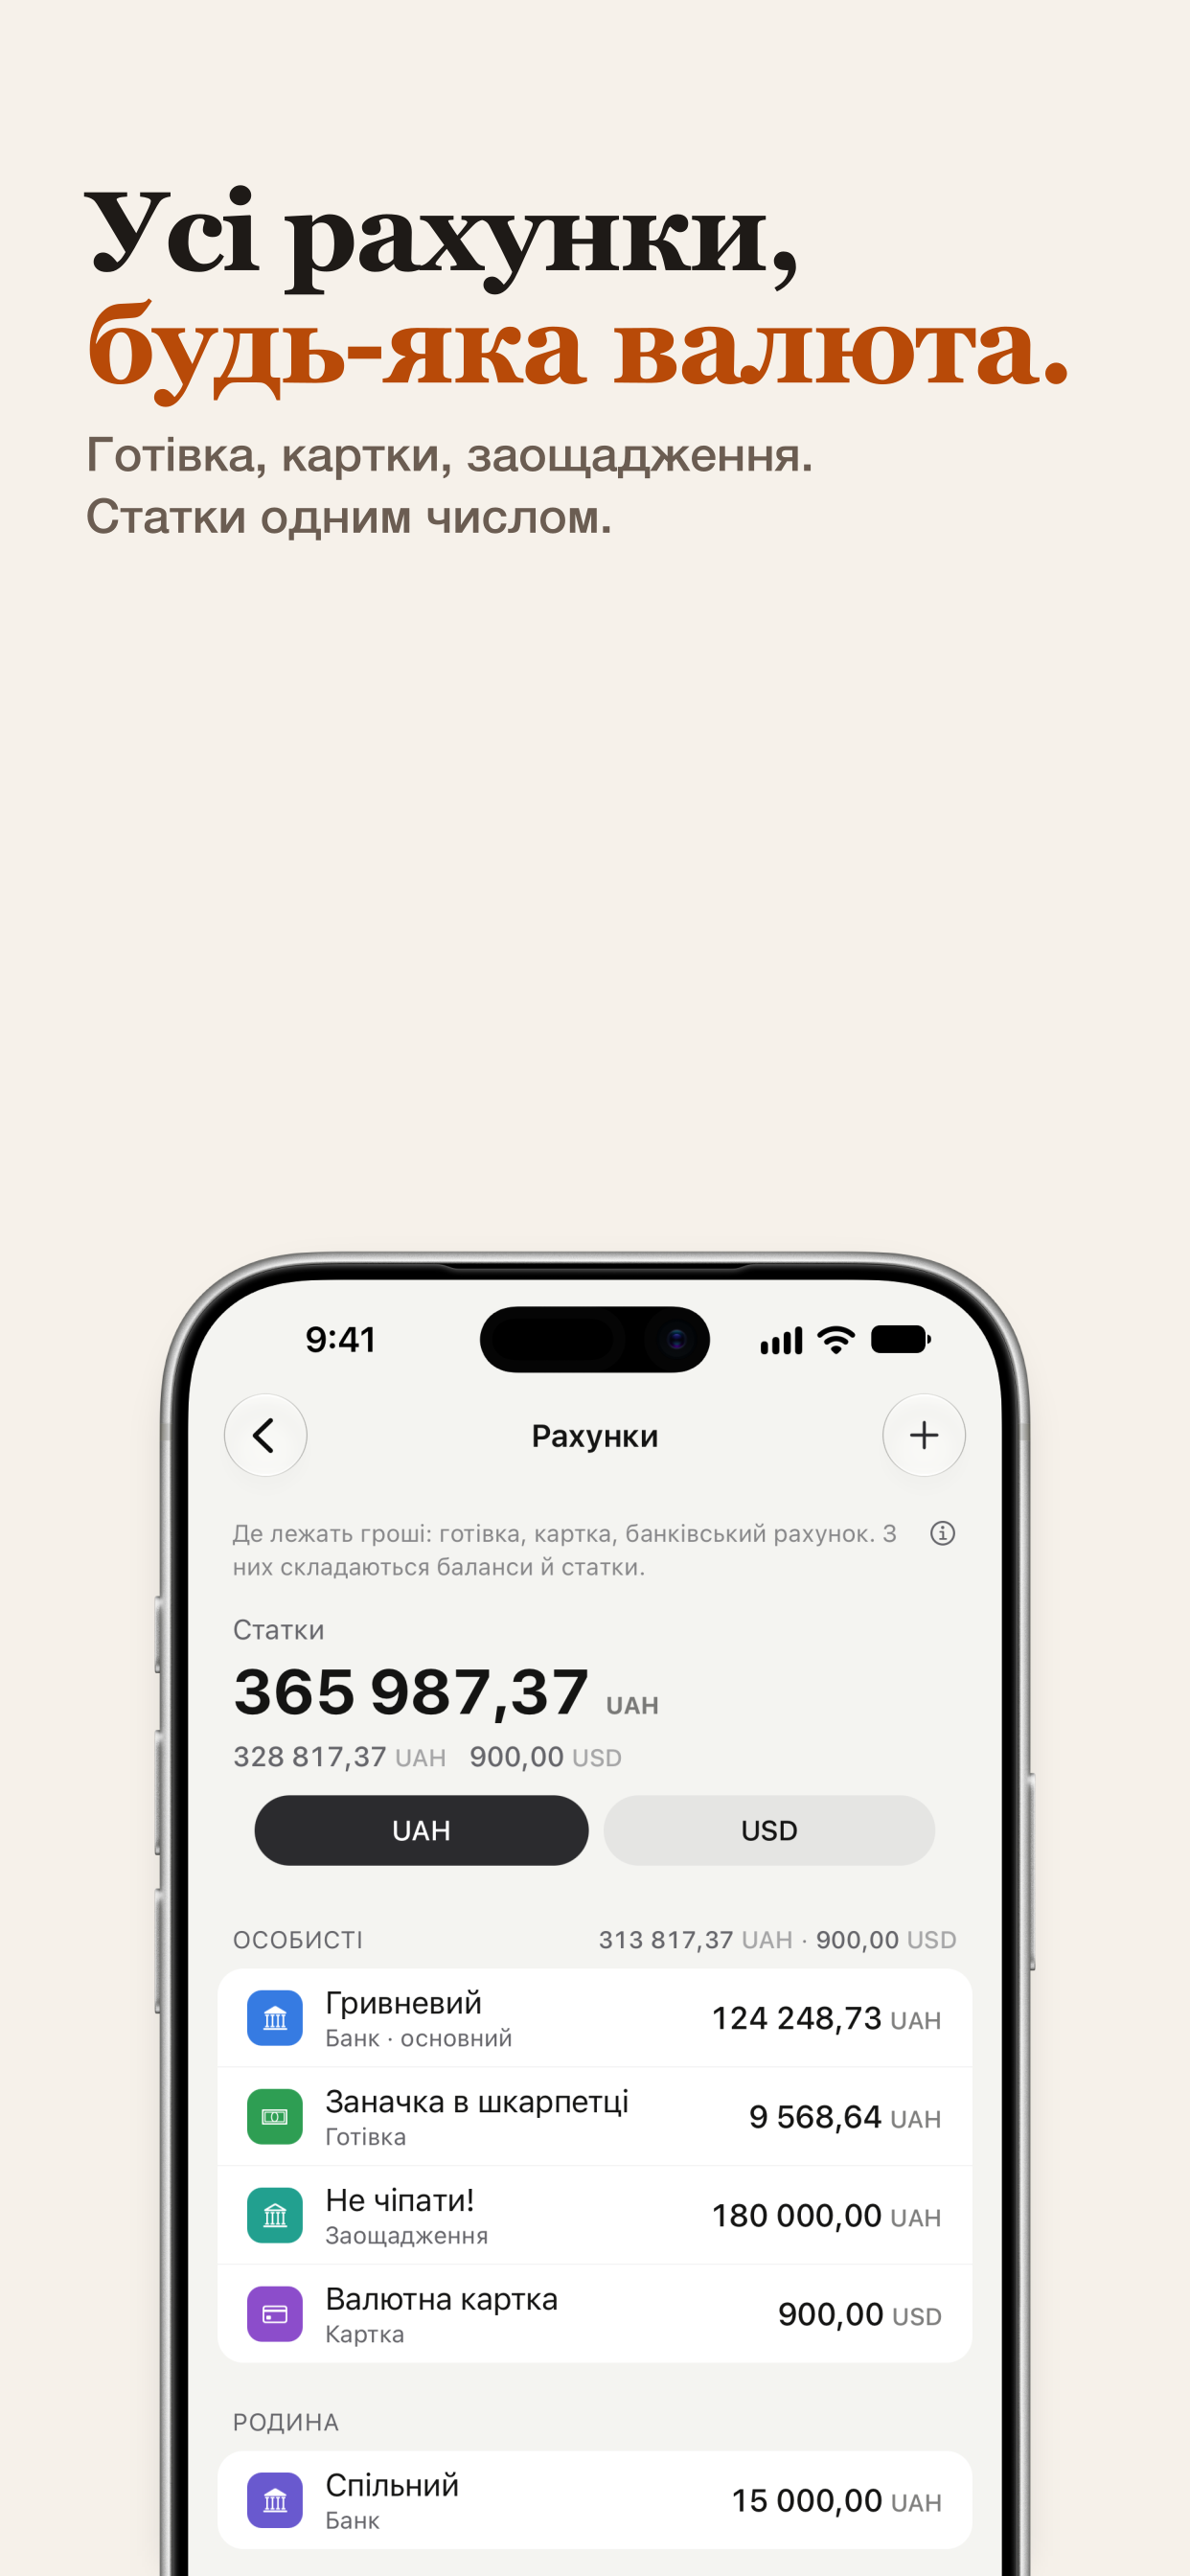 Усі рахунки,
будь-яка валюта.
Готівка, картки, заощадження.
Статки одним числом.
9:41
Рахунки
Де лежать гроші: готівка, картка, банківський рахунок. З
них складаються баланси й статки.
Статки
365 987,37 UAH
328 817,37 UAH 900,00 USD
UAH USD
ОСОБИСТІ 313 817,37 UAH · 900,00 USD
Гривневий
Банк · основний
124 248,73 UAH
Заначка в шкарпетці
Готівка
9 568,64 UAH
Не чіпати!
Заощадження
180 000,00 UAH
Валютна картка
Картка
900,00 USD
РОДИНА
Спільний
Банк
15 000,00 UAH